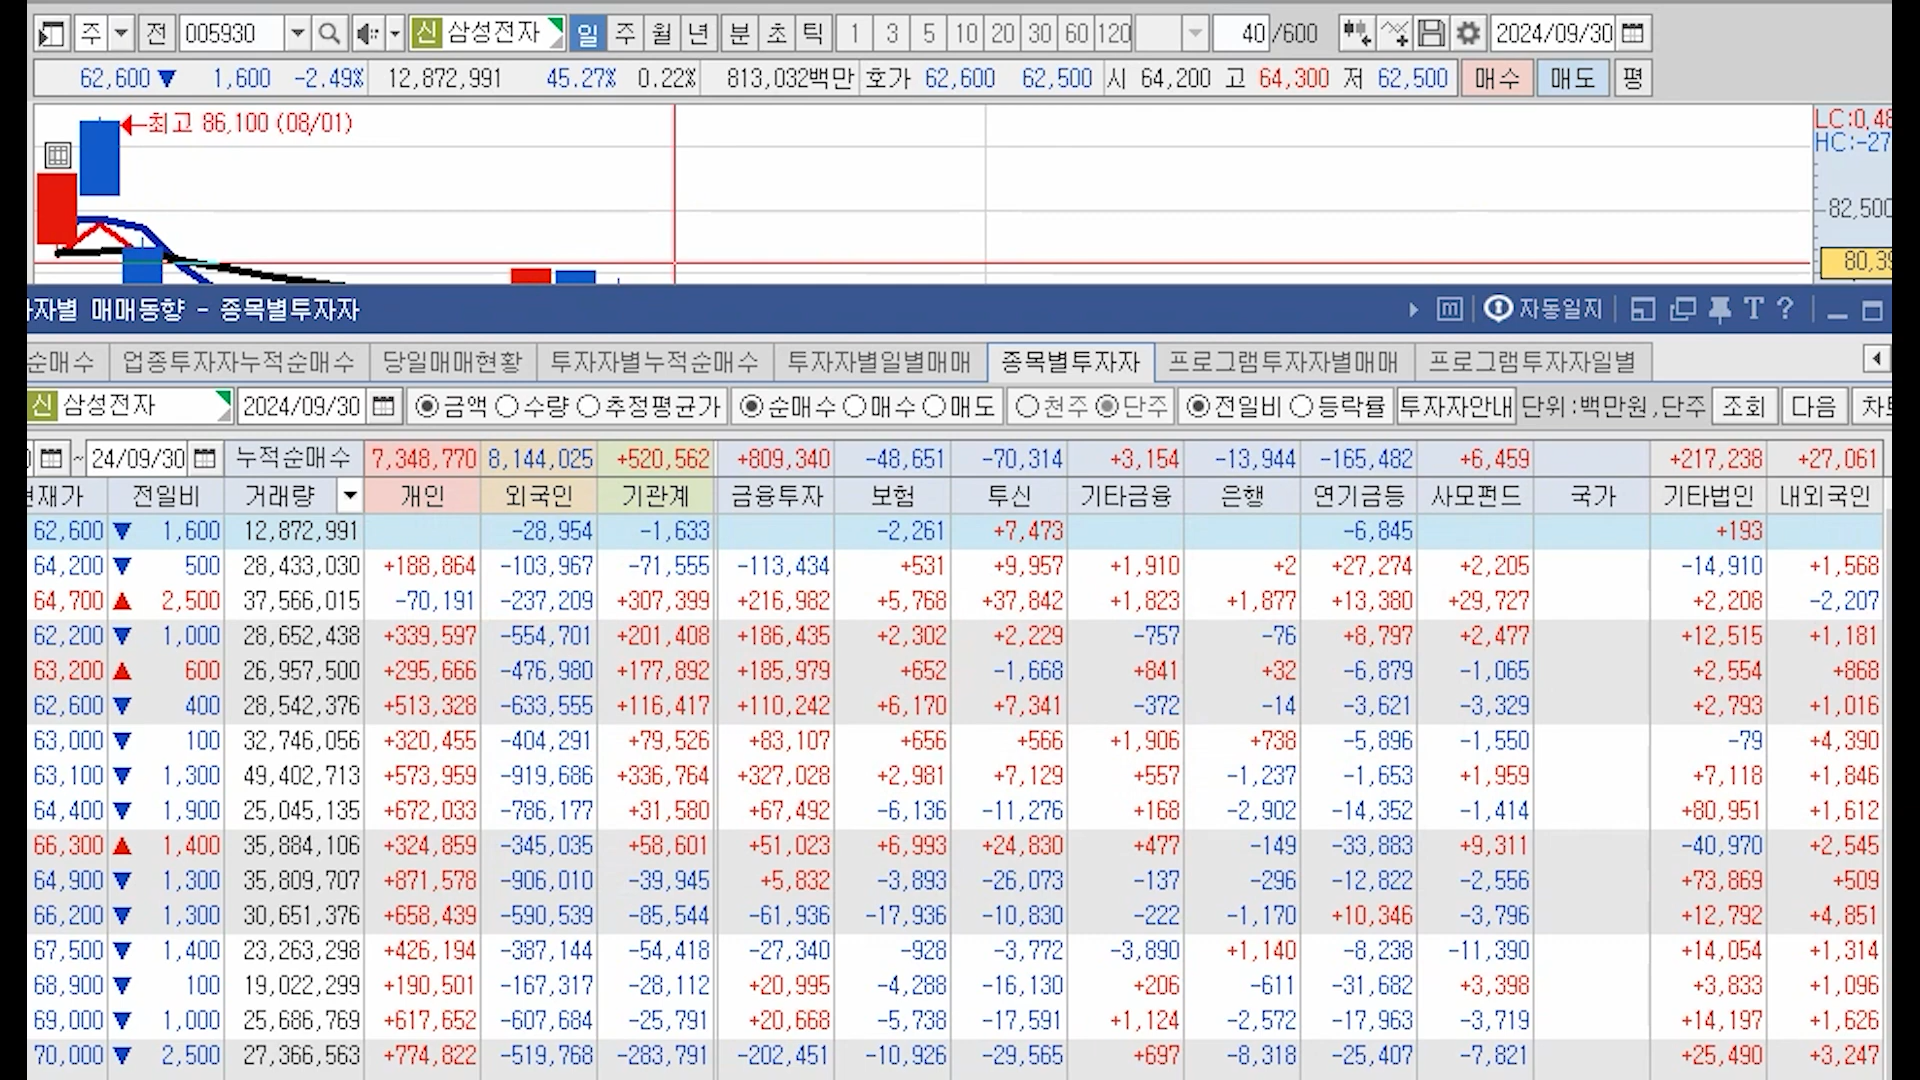 주 전 005930 신 삼성전자 일 주 월 년 분 초 틱 1 3 5 10 20 30 60 120 40 /600 2024/09/30
62,600 ▼ 1,600 -2.49% 12,872,991 45.27% 0.22% 813,032백만 호가 62,600 62,500 시 64,200 고 64,300 저 62,500 매수 매도 평
최고 86,100 (08/01)
LC:0,48
HC:-27
82,500
80,39
자별 매매동향 - 종목별투자자 m 자동일지 T ?
순매수 업종투자자누적순매수 당일매매현황 투자자별누적순매수 투자자별일별매매 종목별투자자 프로그램투자자별매매 프로그램투자자일별
신 삼성전자 2024/09/30 금액 수량 추정평균가 순매수 매수 매도 천주 단주 전일비 등락률 투자자안내 단위:백만원,단주 조회 다음 차트
~ 24/09/30 누적순매수 7,348,770 8,144,025 +520,562 +809,340 -48,651 -70,314 +3,154 -13,944 -165,482 +6,459 +217,238 +27,061
현재가 전일비 거래량 ▼ 개인 외국인 기관계 금융투자 보험 투신 기타금융 은행 연기금등 사모펀드 국가 기타법인 내외국인
62,600 ▼ 1,600 12,872,991 -28,954 -1,633 -2,261 +7,473 -6,845 +193
64,200 ▼ 500 28,433,030 +188,864 -103,967 -71,555 -113,434 +531 +9,957 +1,910 +2 +27,274 +2,205 -14,910 +1,568
64,700 ▲ 2,500 37,566,015 -70,191 -237,209 +307,399 +216,982 +5,768 +37,842 +1,823 +1,877 +13,380 +29,727 +2,208 -2,207
62,200 ▼ 1,000 28,652,438 +339,597 -554,701 +201,408 +186,435 +2,302 +2,229 -757 -76 +8,797 +2,477 +12,515 +1,181
63,200 ▲ 600 26,957,500 +295,666 -476,980 +177,892 +185,979 +652 -1,668 +841 +32 -6,879 -1,065 +2,554 +868
62,600 ▼ 400 28,542,376 +513,328 -633,555 +116,417 +110,242 +6,170 +7,341 -372 -14 -3,621 -3,329 +2,793 +1,016
63,000 ▼ 100 32,746,056 +320,455 -404,291 +79,526 +83,107 +656 +566 +1,906 +738 -5,896 -1,550 -79 +4,390
63,100 ▼ 1,300 49,402,713 +573,959 -919,686 +336,764 +327,028 +2,981 +7,129 +557 -1,237 -1,653 +1,959 +7,118 +1,846
64,400 ▼ 1,900 25,045,135 +672,033 -786,177 +31,580 +67,492 -6,136 -11,276 +168 -2,902 -14,352 -1,414 +80,951 +1,612
66,300 ▲ 1,400 35,884,106 +324,859 -345,035 +58,601 +51,023 +6,993 +24,830 +477 -149 -33,883 +9,311 -40,970 +2,545
64,900 ▼ 1,300 35,809,707 +871,578 -906,010 -39,945 +5,832 -3,893 -26,073 -137 -296 -12,822 -2,556 +73,869 +509
66,200 ▼ 1,300 30,651,376 +658,439 -590,539 -85,544 -61,936 -17,936 -10,830 -222 -1,170 +10,346 -3,796 +12,792 +4,851
67,500 ▼ 1,400 23,263,298 +426,194 -387,144 -54,418 -27,340 -928 -3,772 -3,890 +1,140 -8,238 -11,390 +14,054 +1,314
68,900 ▼ 100 19,022,299 +190,501 -167,317 -28,112 +20,995 -4,288 -16,130 +206 -611 -31,682 +3,398 +3,833 +1,096
69,000 ▼ 1,000 25,686,769 +617,652 -607,684 -25,791 +20,668 -5,738 -17,591 +1,124 -2,572 -17,963 -3,719 +14,197 +1,626
70,000 ▼ 2,500 27,366,563 +774,822 -519,768 -283,791 -202,451 -10,926 -29,565 +697 -8,318 -25,407 -7,821 +25,490 +3,247